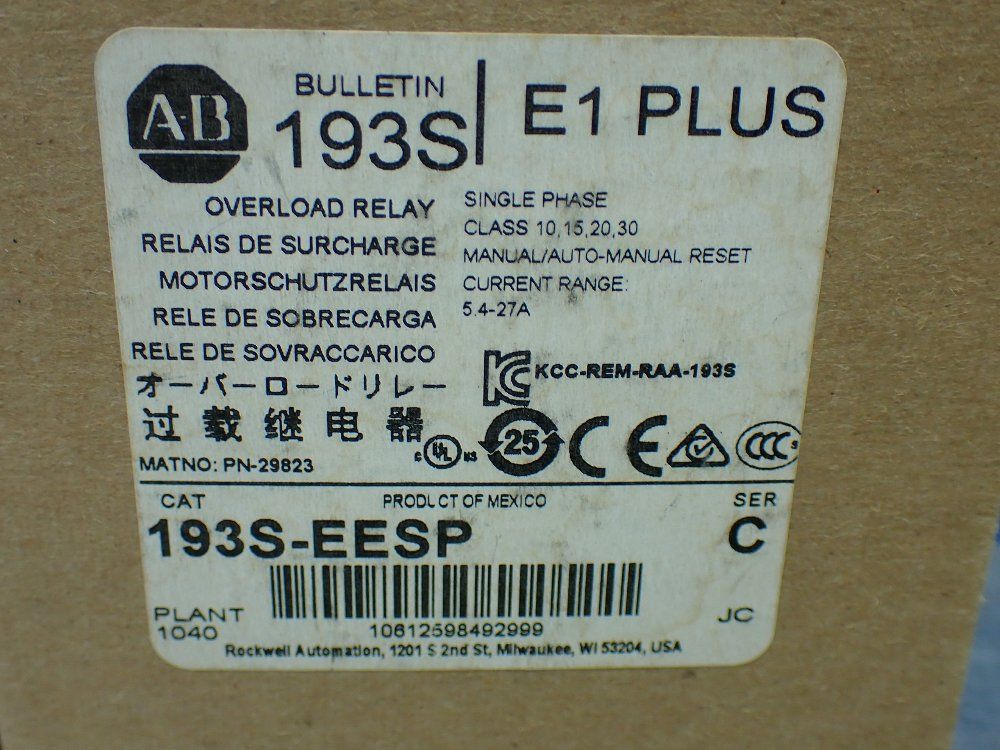 A-B
BULLETIN
193S
E1 PLUS
OVERLOAD RELAY
RELAIS DE SURCHARGE
MOTORSCHUTZRELAIS
RELE DE SOBRECARGA
RELE DE SOVRACCARICO
オーバーロードリレー
过载继电器
MATNO: PN-29823
SINGLE PHASE
CLASS 10,15,20,30
MANUAL/AUTO-MANUAL RESET
CURRENT RANGE:
5.4-27A
KC KCC-REM-RAA-193S
C UL US 25 CE CCC S
CAT
193S-EESP
PRODUCT OF MEXICO
SER
C
PLANT
1040
10612598492999
JC
Rockwell Automation, 1201 S 2nd St, Milwaukee, WI 53204, USA